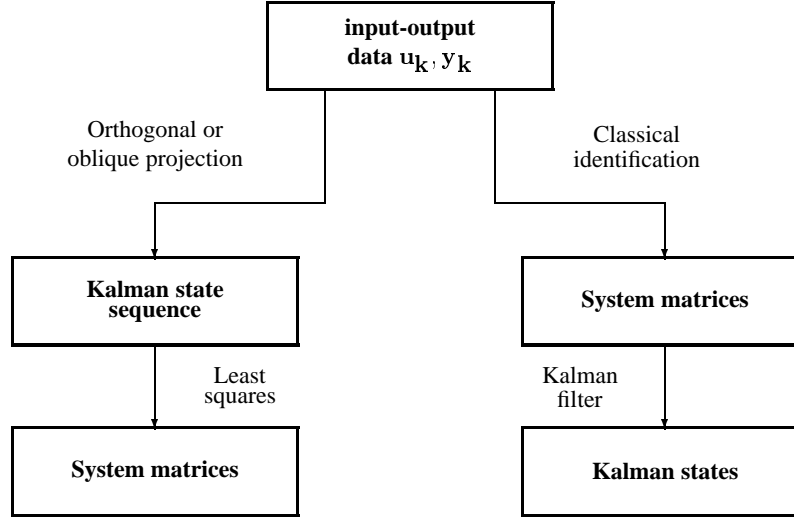 input-output
data u_k, y_k
Orthogonal or
oblique projection
Classical
identification
Kalman state
sequence
System matrices
Least
squares
Kalman
filter
System matrices
Kalman states